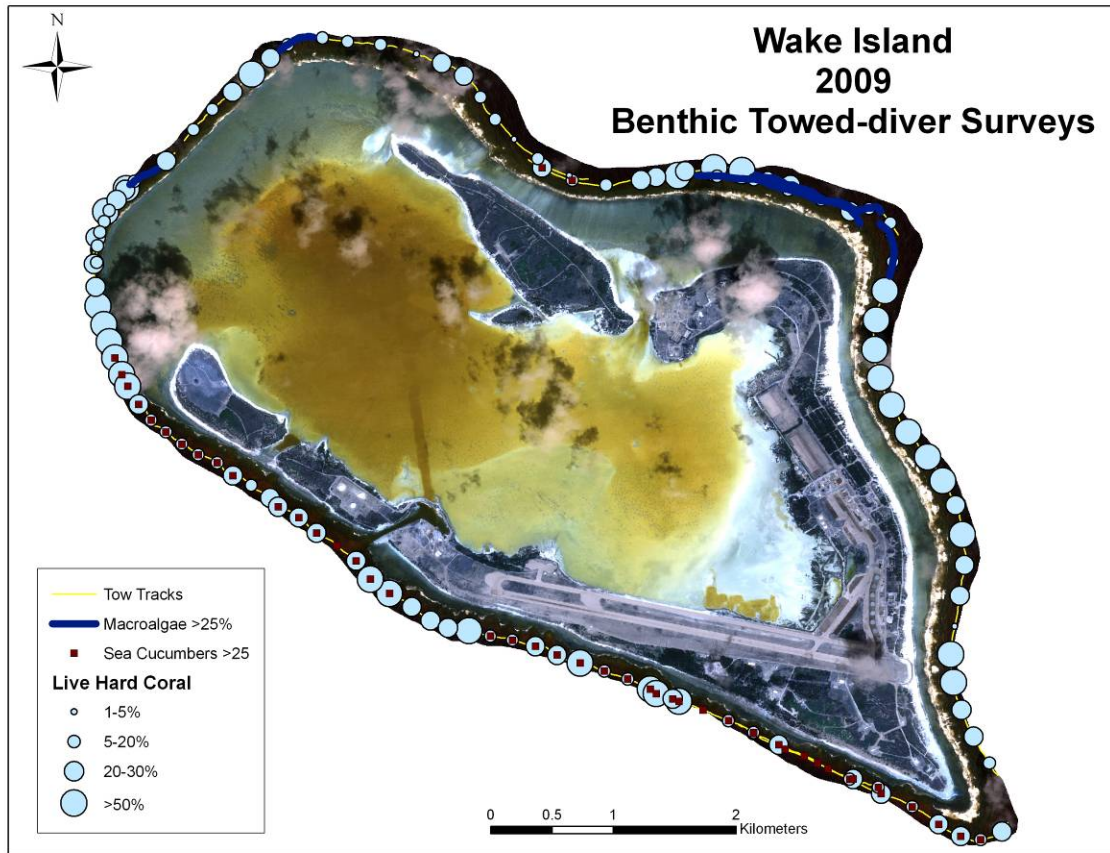 N
Wake Island
2009
Benthic Towed-diver Surveys
Tow Tracks
Macroalgae >25%
Sea Cucumbers >25
Live Hard Coral
1-5%
5-20%
20-30%
>50%
0 0.5 1 2
Kilometers